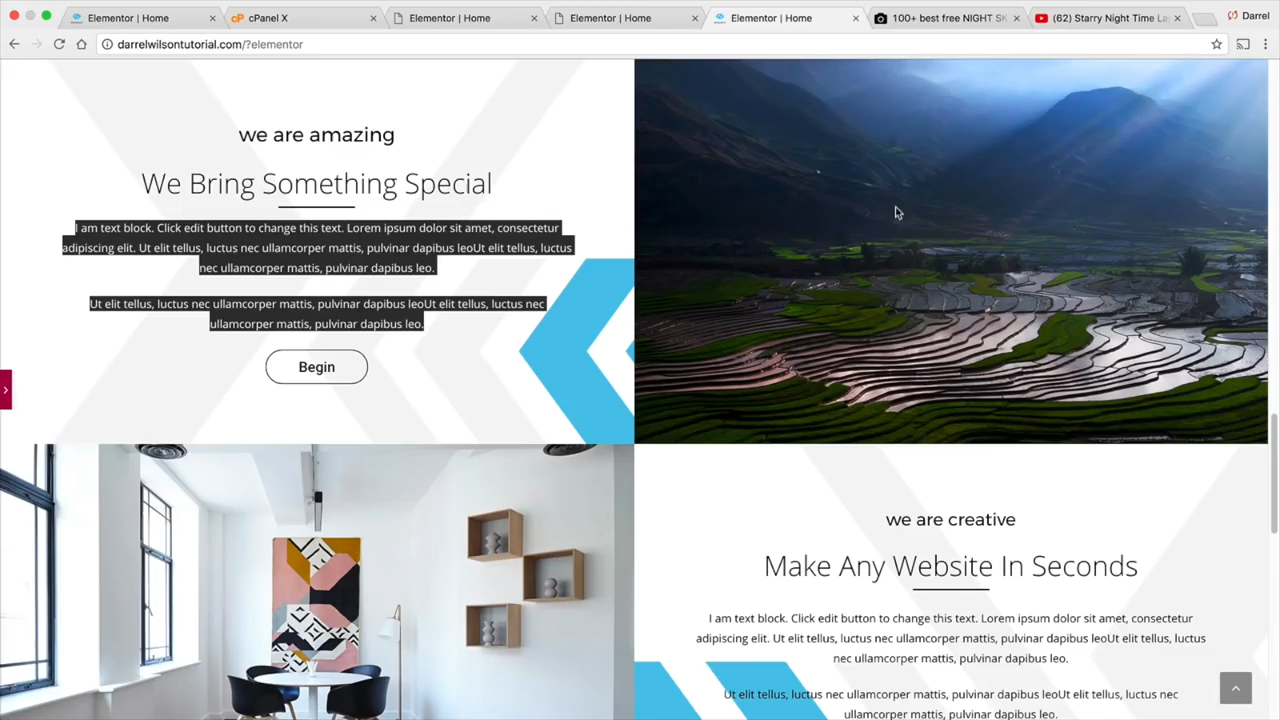 Elementor | Home
cPanel X
Elementor | Home
Elementor | Home
Elementor | Home
100+ best free NIGHT SK
(62) Starry Night Time La
Darrel
darrelwilsontutorial.com/?elementor
we are amazing
We Bring Something Special
I am text block. Click edit button to change this text. Lorem ipsum dolor sit amet, consectetur
adipiscing elit. Ut elit tellus, luctus nec ullamcorper mattis, pulvinar dapibus leoUt elit tellus, luctus
nec ullamcorper mattis, pulvinar dapibus leo.
Ut elit tellus, luctus nec ullamcorper mattis, pulvinar dapibus leoUt elit tellus, luctus nec
ullamcorper mattis, pulvinar dapibus leo.
Begin
we are creative
Make Any Website In Seconds
I am text block. Click edit button to change this text. Lorem ipsum dolor sit amet, consectetur
adipiscing elit. Ut elit tellus, luctus nec ullamcorper mattis, pulvinar dapibus leoUt elit tellus, luctus
nec ullamcorper mattis, pulvinar dapibus leo.
Ut elit tellus, luctus nec ullamcorper mattis, pulvinar dapibus leoUt elit tellus, luctus nec
ullamcorper mattis, pulvinar dapibus leo.